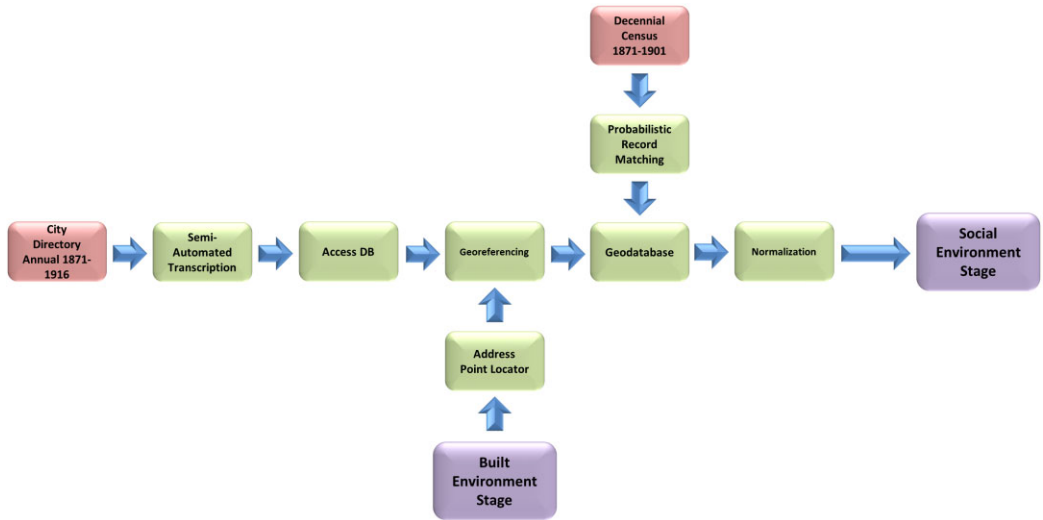 Decennial
Census
1871-1901
Probabilistic
Record
Matching
City
Directory
Annual 1871-
1916
Semi-
Automated
Transcription
Access DB
Georeferencing
Geodatabase
Normalization
Social
Environment
Stage
Address
Point Locator
Built
Environment
Stage